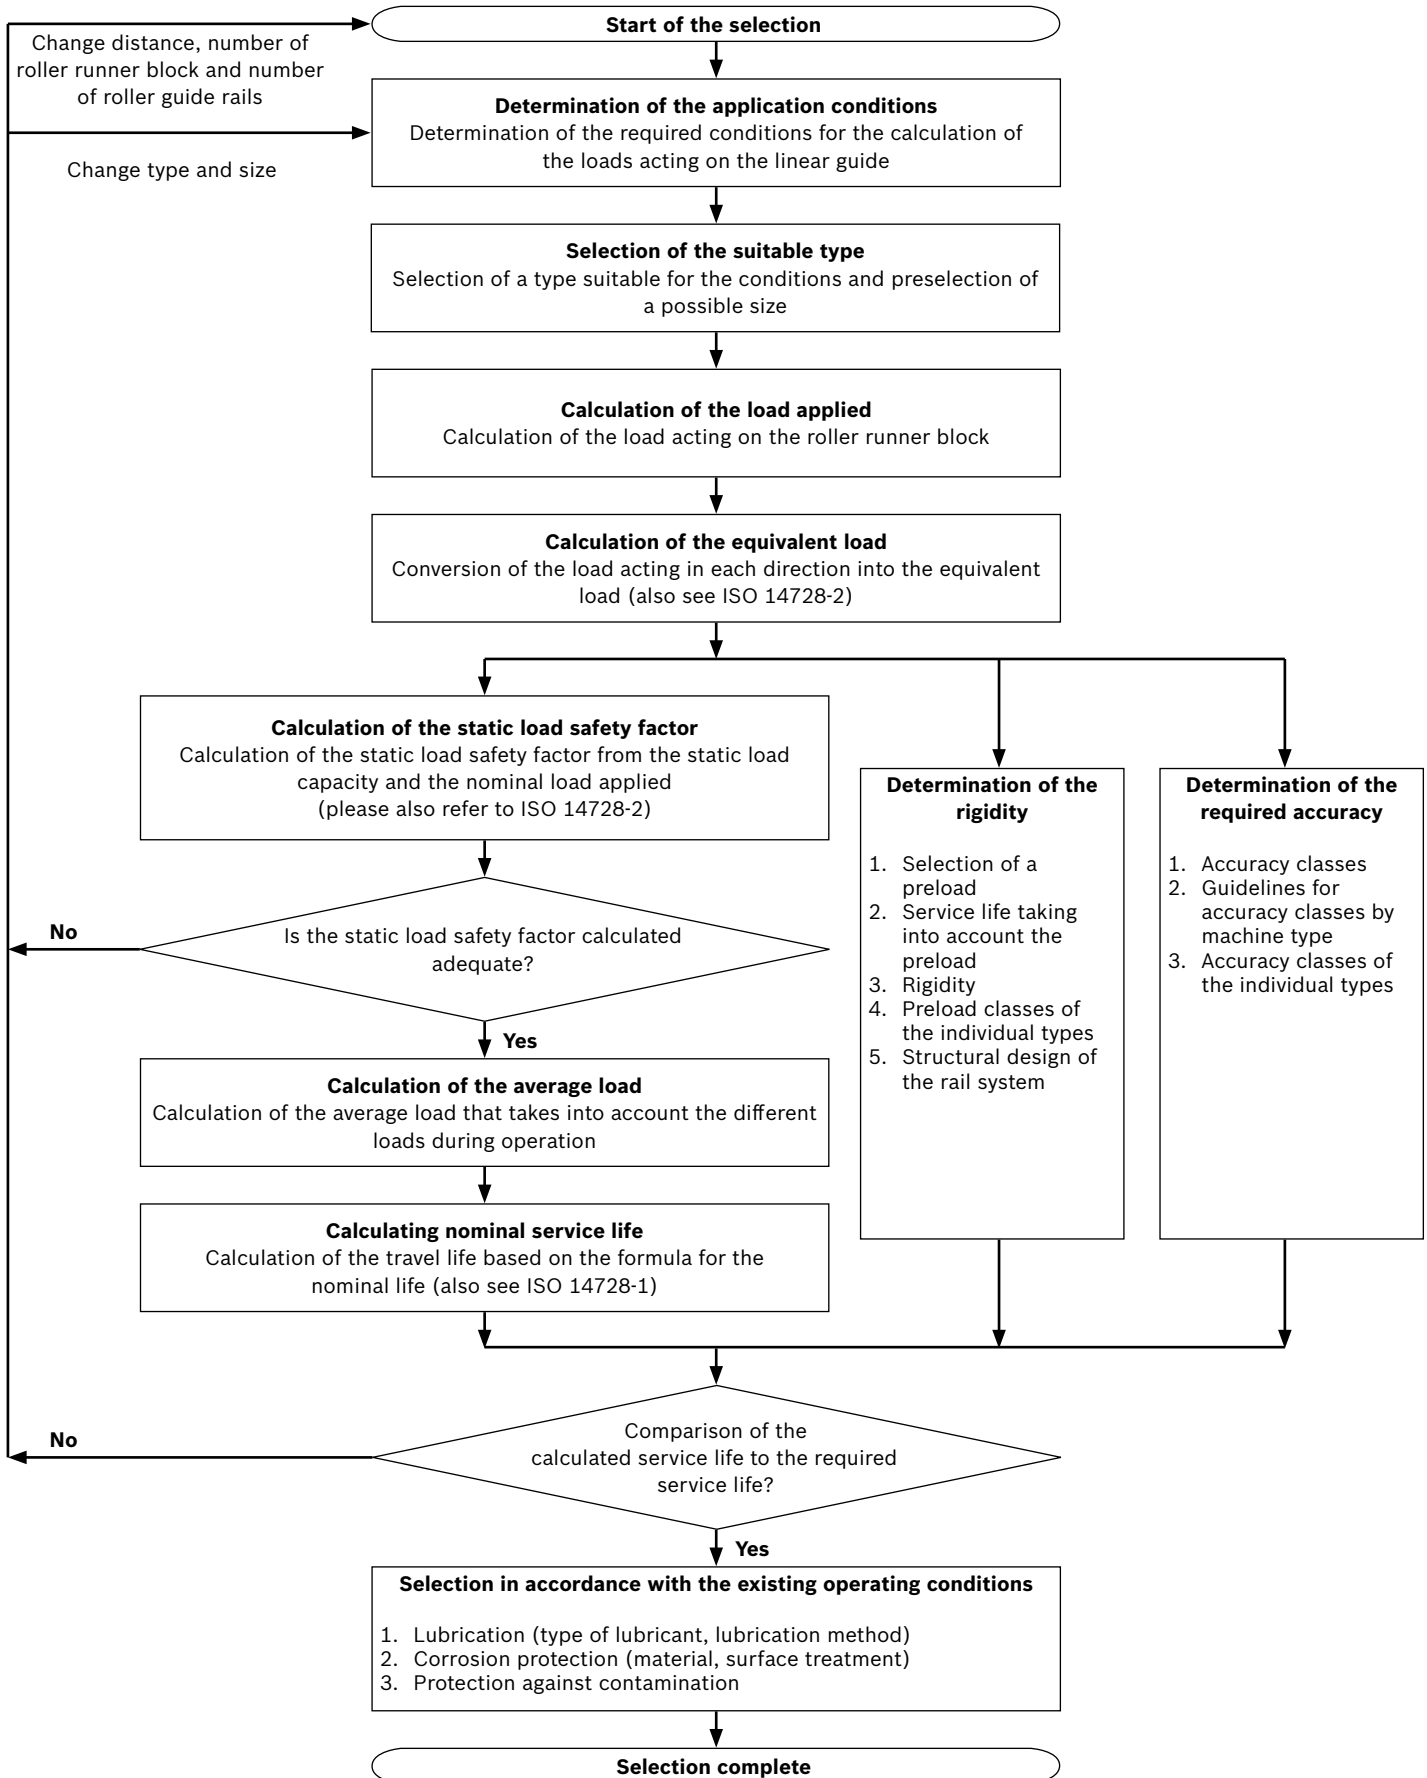 Start of the selection
Change distance, number of
roller runner block and number
of roller guide rails
Determination of the application conditions
Determination of the required conditions for the calculation of
the loads acting on the linear guide
Change type and size
Selection of the suitable type
Selection of a type suitable for the conditions and preselection of
a possible size
Calculation of the load applied
Calculation of the load acting on the roller runner block
Calculation of the equivalent load
Conversion of the load acting in each direction into the equivalent
load (also see ISO 14728-2)
Calculation of the static load safety factor
Calculation of the static load safety factor from the static load
capacity and the nominal load applied
(please also refer to ISO 14728-2)
Determination of the
rigidity
1. Selection of a
preload
2. Service life taking
into account the
preload
3. Rigidity
4. Preload classes of
the individual types
5. Structural design of
the rail system
Determination of the
required accuracy
1. Accuracy classes
2. Guidelines for
accuracy classes by
machine type
3. Accuracy classes of
the individual types
No
Is the static load safety factor calculated
adequate?
Yes
Calculation of the average load
Calculation of the average load that takes into account the different
loads during operation
Calculating nominal service life
Calculation of the travel life based on the formula for the
nominal life (also see ISO 14728-1)
No
Comparison of the
calculated service life to the required
service life?
Yes
Selection in accordance with the existing operating conditions
1. Lubrication (type of lubricant, lubrication method)
2. Corrosion protection (material, surface treatment)
3. Protection against contamination
Selection complete